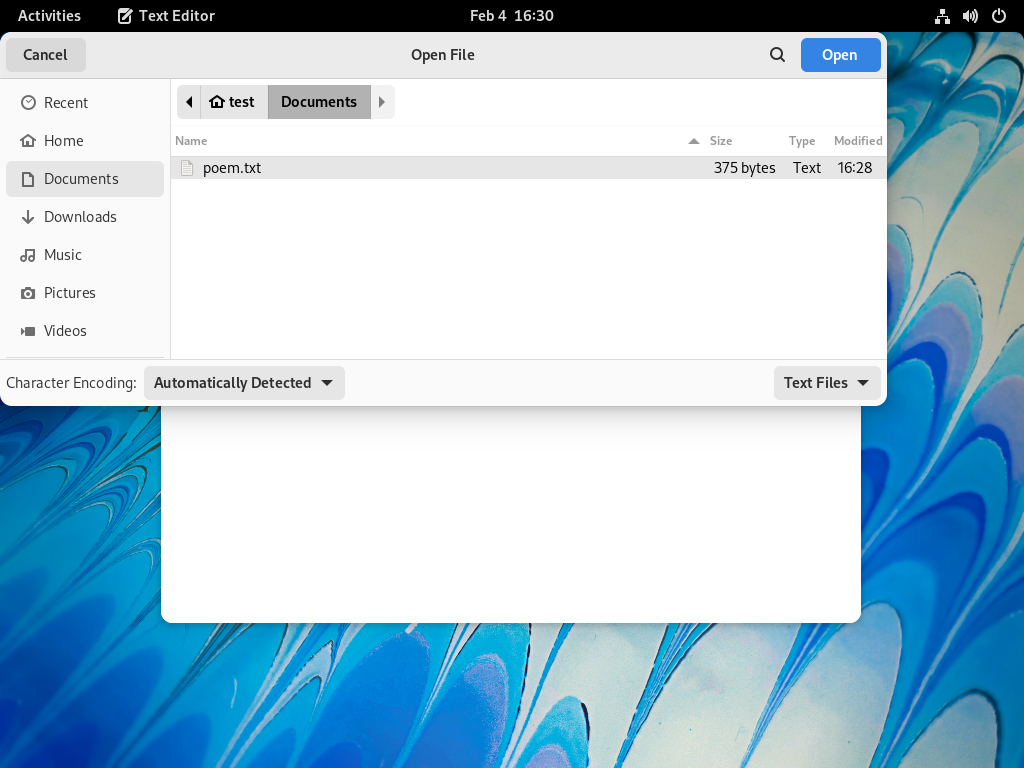 Activities Text Editor Feb 4 16:30
Cancel Open File Open
Recent
Home
Documents
Downloads
Music
Pictures
Videos
test Documents
Name Size Type Modified
poem.txt 375 bytes Text 16:28
Character Encoding: Automatically Detected Text Files